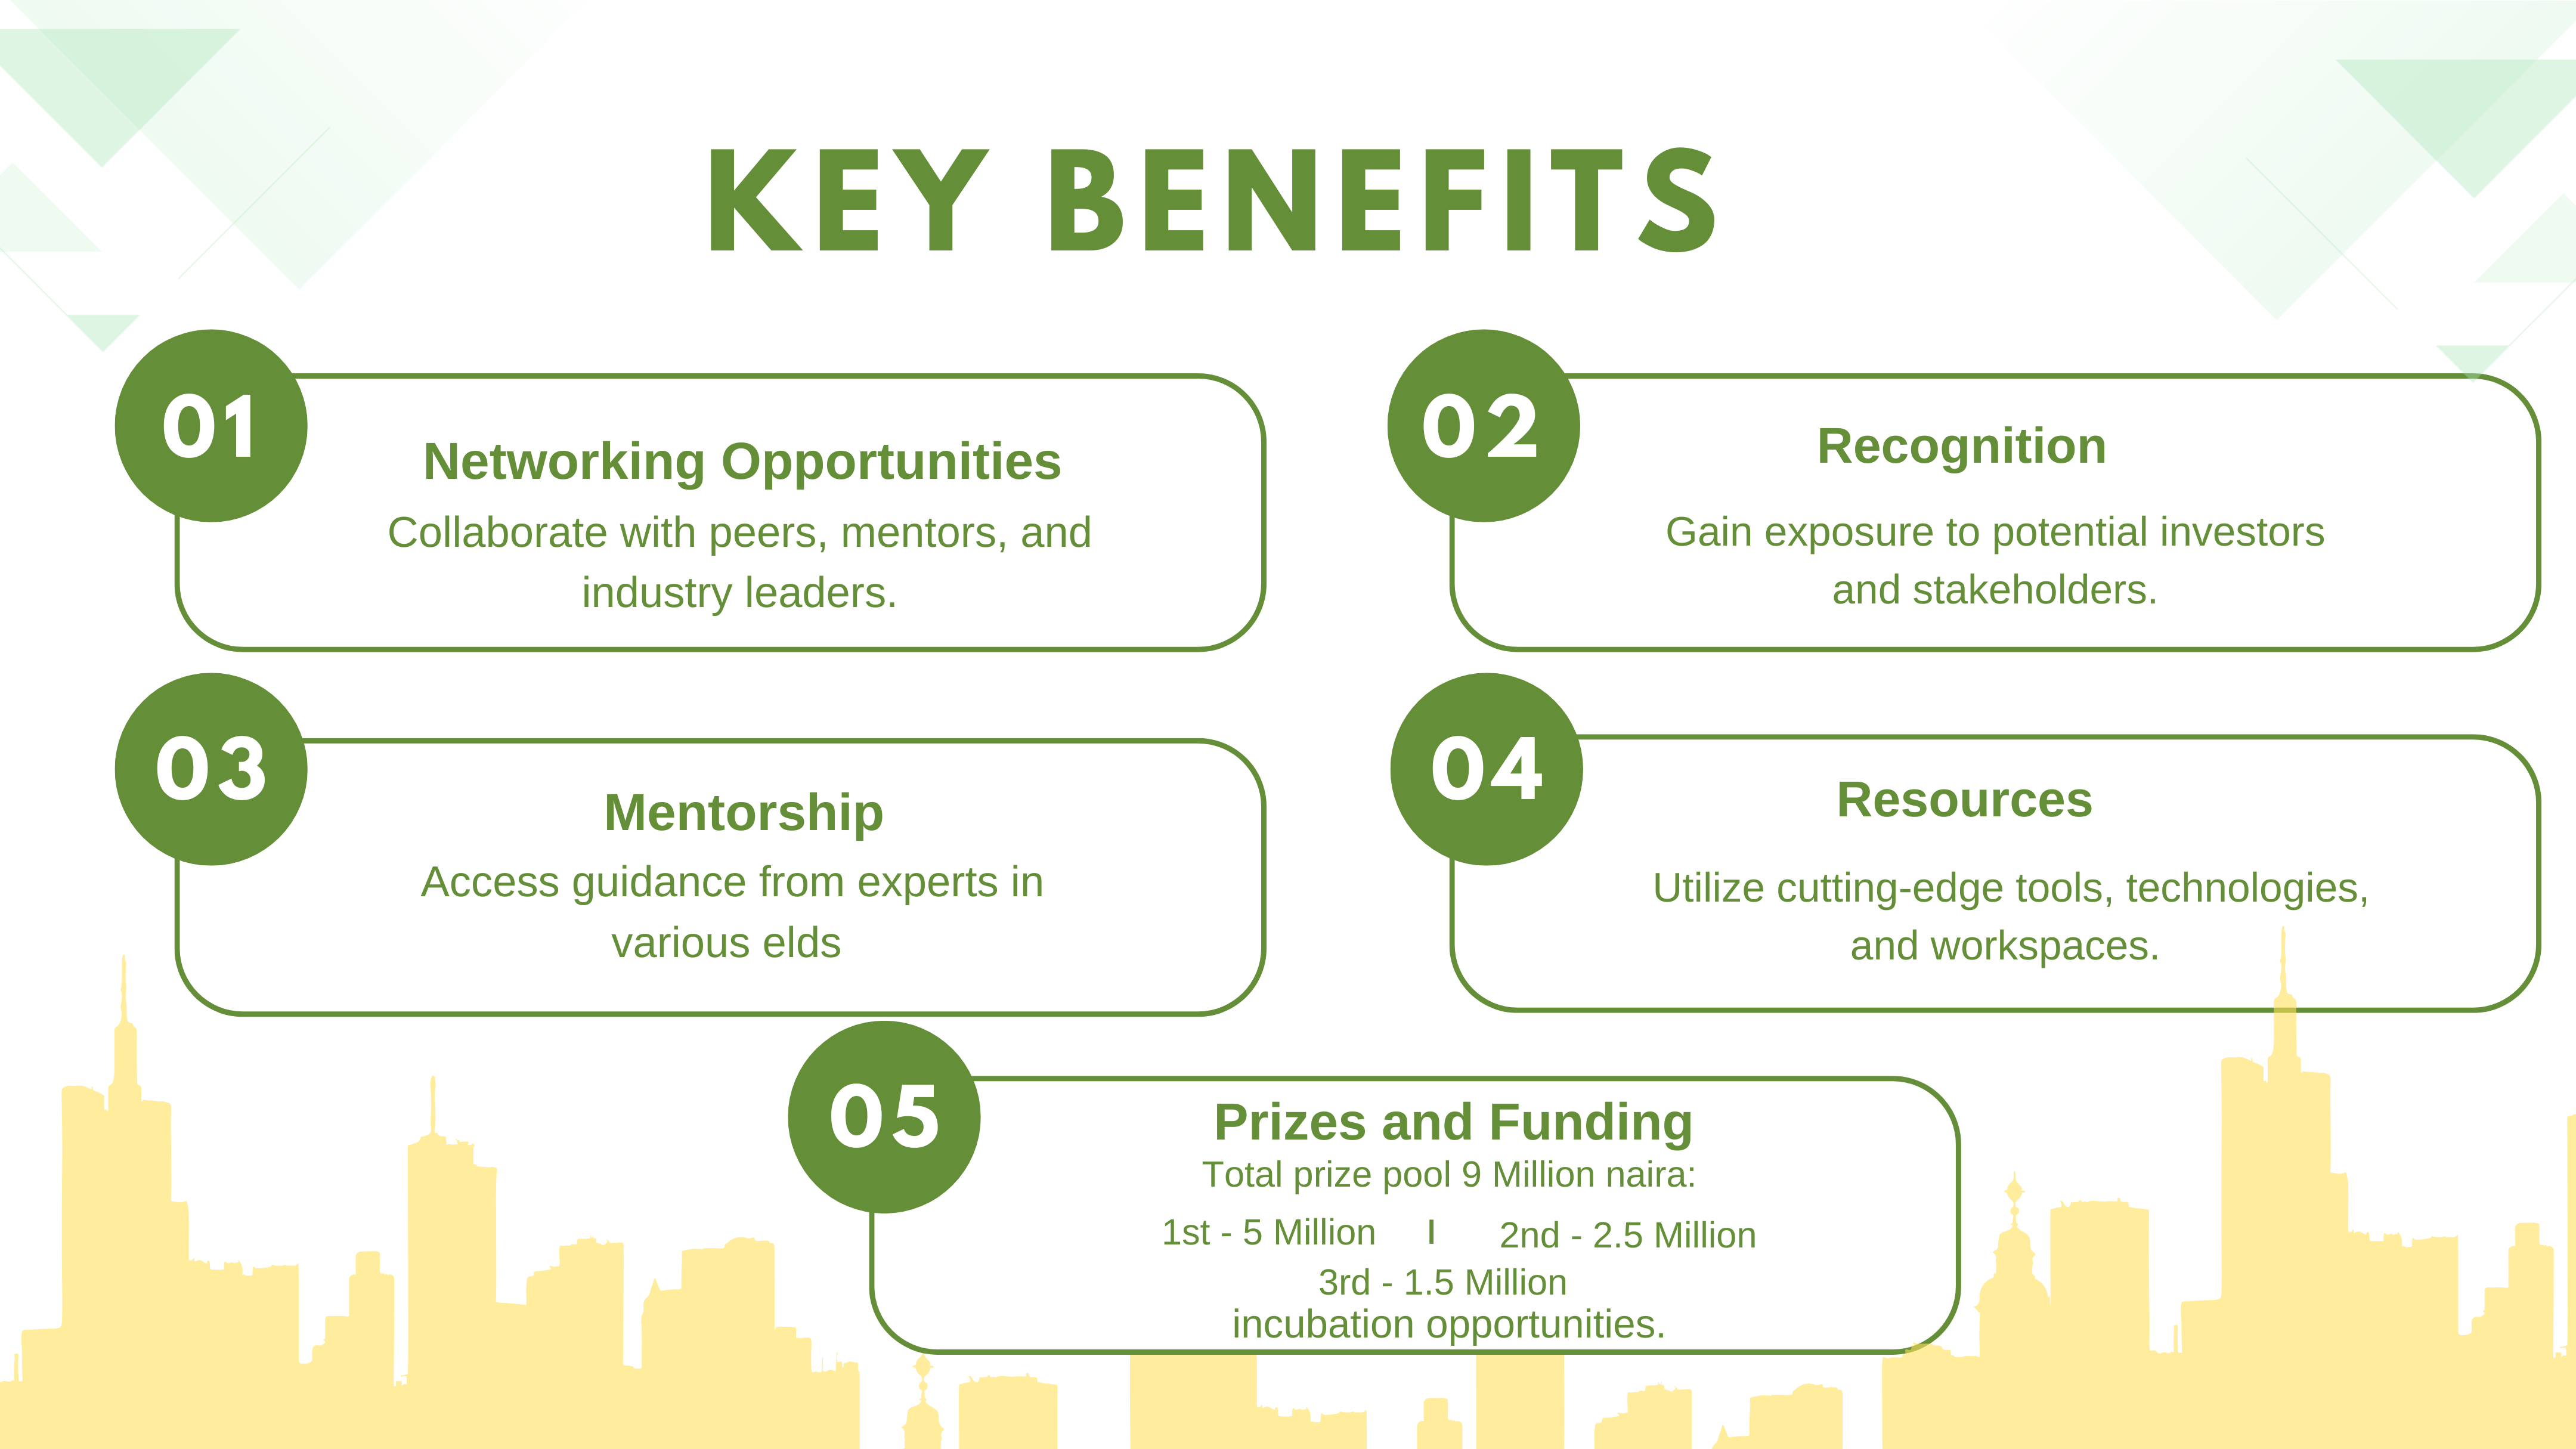 KEY BENEFITS
01
Networking Opportunities
Collaborate with peers, mentors, and
industry leaders.
02
Recognition
Gain exposure to potential investors
and stakeholders.
03
Mentorship
Access guidance from experts in
various elds
04
Resources
Utilize cutting-edge tools, technologies,
and workspaces.
05
Prizes and Funding
Total prize pool 9 Million naira:
1st - 5 Million I 2nd - 2.5 Million
3rd - 1.5 Million
incubation opportunities.